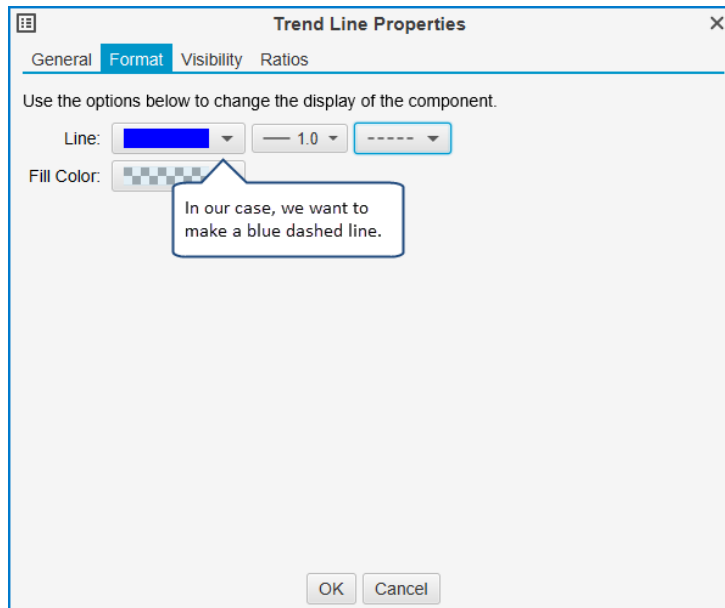 Trend Line Properties
General Format Visibility Ratios
Use the options below to change the display of the component.
Line: 1.0
Fill Color:
In our case, we want to
make a blue dashed line.
OK Cancel